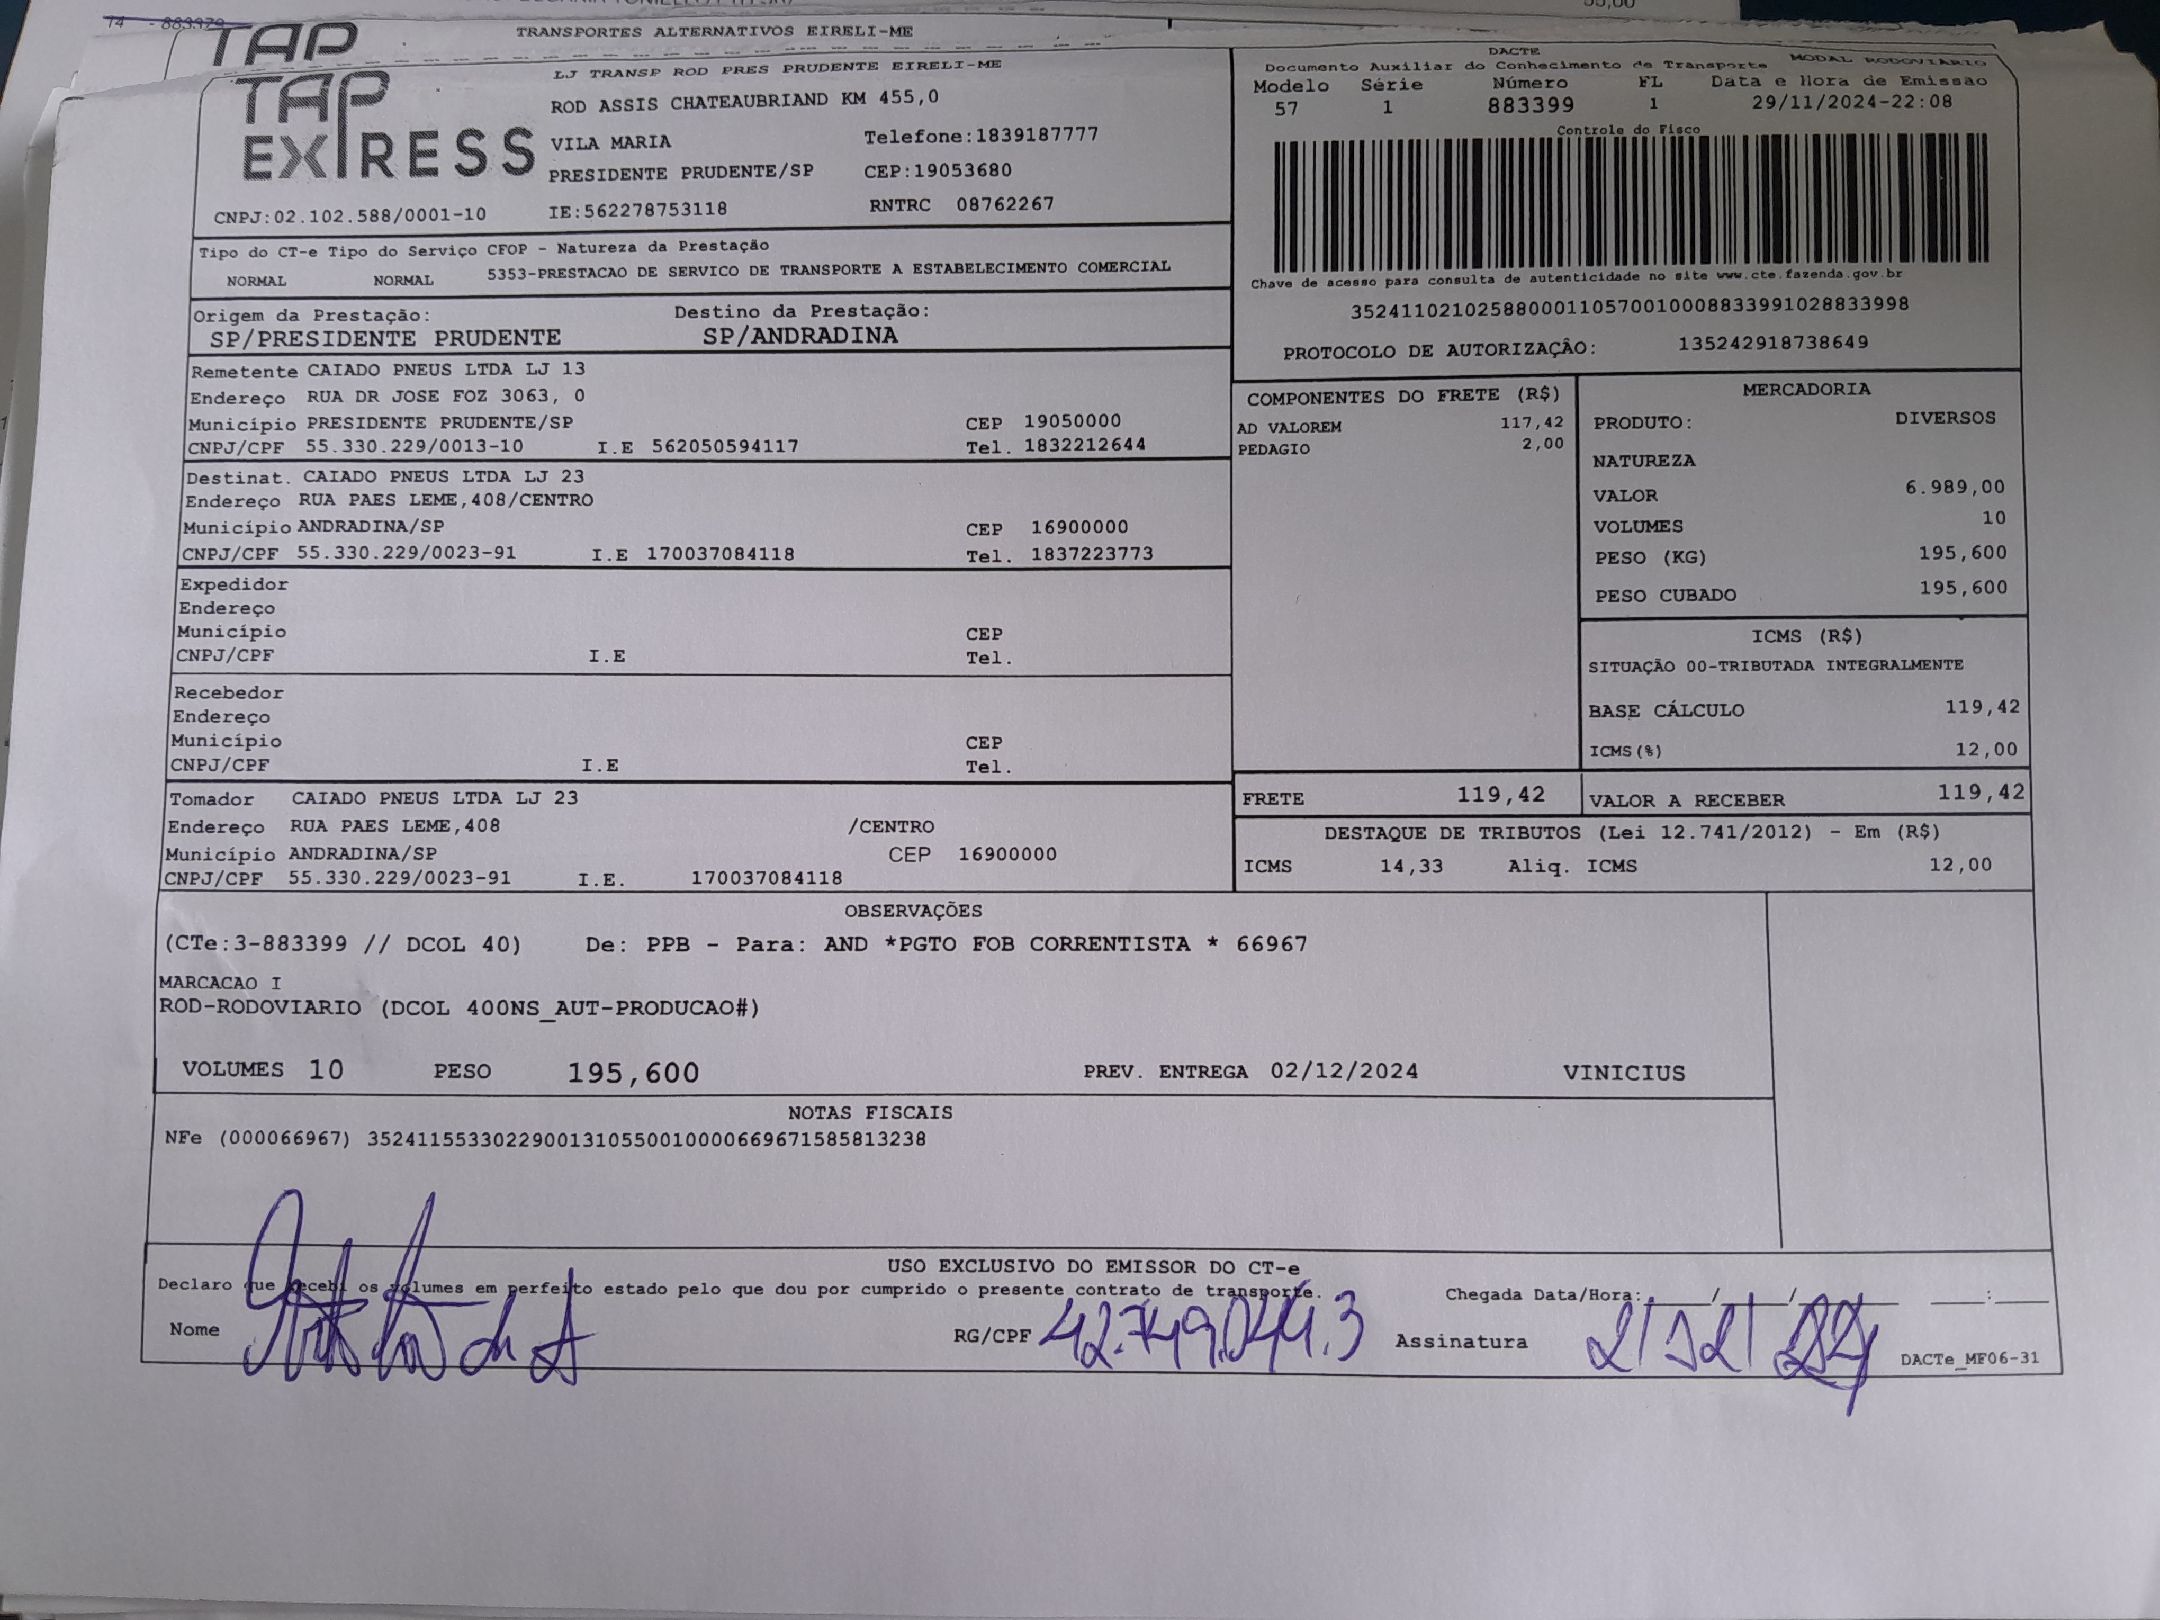 TAP
TRANSPORTES ALTERNATIVOS EIRELI-ME
TAP
EXPRESS
LJ TRANSP ROD PRES PRUDENTE EIRELI-ME
ROD ASSIS CHATEAUBRIAND KM 455,0
VILA MARIA Telefone:1839187777
PRESIDENTE PRUDENTE/SP CEP:19053680
CNPJ:02.102.588/0001-10 IE:562278753118 RNTRC 08762267
DACTE
Documento Auxiliar do Conhecimento de Transporte MODAL RODOVIARIO
Modelo Série Número FL Data e Hora de Emissao
57 1 883399 1 29/11/2024-22:08
Controle do Fisco
Chave de acesso para consulta de autenticidade no site www.cte.fazenda.gov.br
35241102102588000110570010008833991028833998
PROTOCOLO DE AUTORIZAÇÂO: 135242918738649
Tipo do CT-e Tipo do Serviço CFOP - Natureza da Prestação
NORMAL NORMAL 5353-PRESTACAO DE SERVICO DE TRANSPORTE A ESTABELECIMENTO COMERCIAL
Origem da Prestação: Destino da Prestação:
SP/PRESIDENTE PRUDENTE SP/ANDRADINA
Remetente CAIADO PNEUS LTDA LJ 13
Endereço RUA DR JOSE FOZ 3063, 0
Município PRESIDENTE PRUDENTE/SP CEP 19050000
CNPJ/CPF 55.330.229/0013-10 I.E 562050594117 Tel. 1832212644
Destinat. CAIADO PNEUS LTDA LJ 23
Endereço RUA PAES LEME,408/CENTRO
Município ANDRADINA/SP CEP 16900000
CNPJ/CPF 55.330.229/0023-91 I.E 170037084118 Tel. 1837223773
Expedidor
Endereço
Município CEP
CNPJ/CPF I.E Tel.
Recebedor
Endereço
Município CEP
CNPJ/CPF I.E Tel.
Tomador CAIADO PNEUS LTDA LJ 23
Endereço RUA PAES LEME,408 /CENTRO
Município ANDRADINA/SP CEP 16900000
CNPJ/CPF 55.330.229/0023-91 I.E. 170037084118
COMPONENTES DO FRETE (R$)
AD VALOREM 117,42
PEDAGIO 2,00
MERCADORIA
PRODUTO: DIVERSOS
NATUREZA
VALOR 6.989,00
VOLUMES 10
PESO (KG) 195,600
PESO CUBADO 195,600
ICMS (R$)
SITUAÇÃO 00-TRIBUTADA INTEGRALMENTE
BASE CÁLCULO 119,42
ICMS(%) 12,00
FRETE 119,42 VALOR A RECEBER 119,42
DESTAQUE DE TRIBUTOS (Lei 12.741/2012) - Em (R$)
ICMS 14,33 Aliq. ICMS 12,00
OBSERVAÇÕES
(CTe:3-883399 // DCOL 40) De: PPB - Para: AND *PGTO FOB CORRENTISTA * 66967
MARCACAO I
ROD-RODOVIARIO (DCOL 400NS_AUT-PRODUCAO#)
VOLUMES 10 PESO 195,600 PREV. ENTREGA 02/12/2024 VINICIUS
NOTAS FISCAIS
NFe (000066967) 35241155330229001310550010000669671585813238
USO EXCLUSIVO DO EMISSOR DO CT-e
Declaro que recebi os volumes em perfeito estado pelo que dou por cumprido o presente contrato de transporte. Chegada Data/Hora:____/____/____ ____:____
Nome RG/CPF 42.749.044.3 Assinatura 2/12/24 DACTe_MF06-31